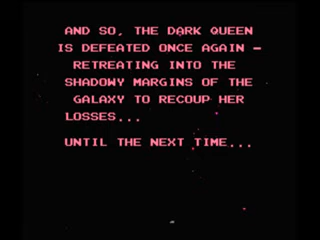 AND SO, THE DARK QUEEN
IS DEFEATED ONCE AGAIN –
RETREATING INTO THE
SHADOWY MARGINS OF THE
GALAXY TO RECOUP HER
LOSSES...
UNTIL THE NEXT TIME...